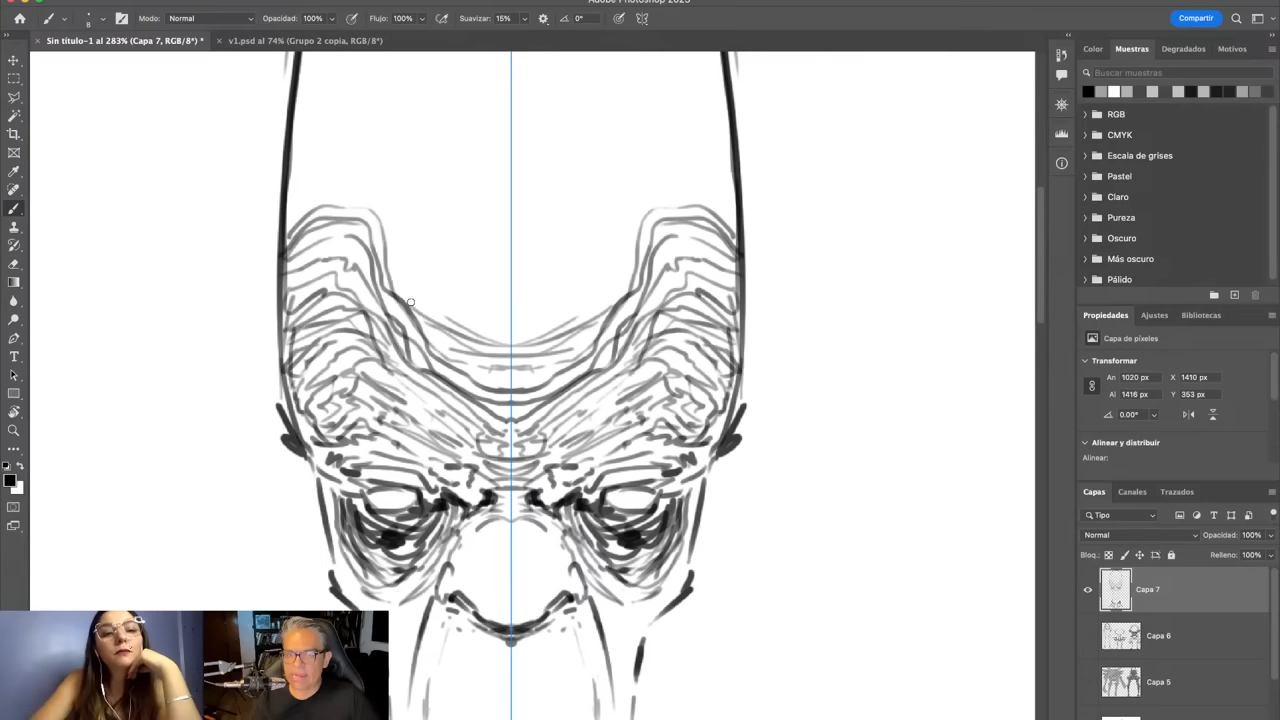 Adobe Photoshop 2023
8
Modo: Normal
Opacidad: 100%
Flujo: 100%
Suavizar: 15%
0°
Compartir
Sin título-1 al 283% (Capa 7, RGB/8*) *
v1.psd al 74% (Grupo 2 copia, RGB/8*)
Color
Muestras
Degradados
Motivos
Buscar muestras
RGB
CMYK
Escala de grises
Pastel
Claro
Pureza
Oscuro
Más oscuro
Pálido
Propiedades
Ajustes
Bibliotecas
Capa de píxeles
Transformar
An 1020 px
X 1410 px
Al 1416 px
Y 353 px
0.00°
Alinear y distribuir
Alinear:
Capas
Canales
Trazados
Tipo
Normal
Opacidad: 100%
Bloq.:
Relleno: 100%
Capa 7
Capa 6
Capa 5